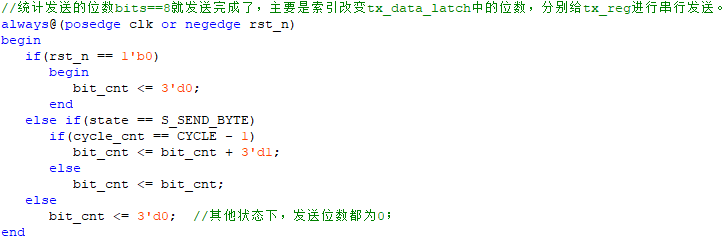 //统计发送的位数bits==8就发送完成了，主要是索引改变tx_data_latch中的位数，分别给tx_reg进行串行发送。
always@(posedge clk or negedge rst_n)
begin
if(rst_n == 1'b0)
begin
bit_cnt <= 3'd0;
end
else if(state == S_SEND_BYTE)
if(cycle_cnt == CYCLE - 1)
bit_cnt <= bit_cnt + 3'd1;
else
bit_cnt <= bit_cnt;
else
bit_cnt <= 3'd0;  //其他状态下，发送位数都为0;
end